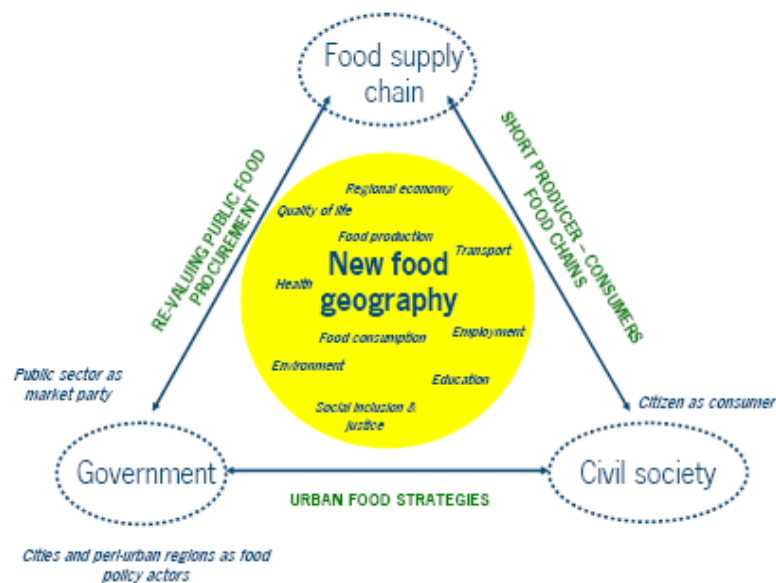 Food supply
chain
RE-VALUING PUBLIC FOOD
PROCUREMENT
SHORT PRODUCER – CONSUMERS
FOOD CHAINS
Regional economy
Quality of life
Food production
Transport
New food
geography
Health
Food consumption
Employment
Environment
Education
Social inclusion &
justice
Public sector as
market party
Citizen as consumer
Government
Civil society
URBAN FOOD STRATEGIES
Cities and peri-urban regions as food
policy actors